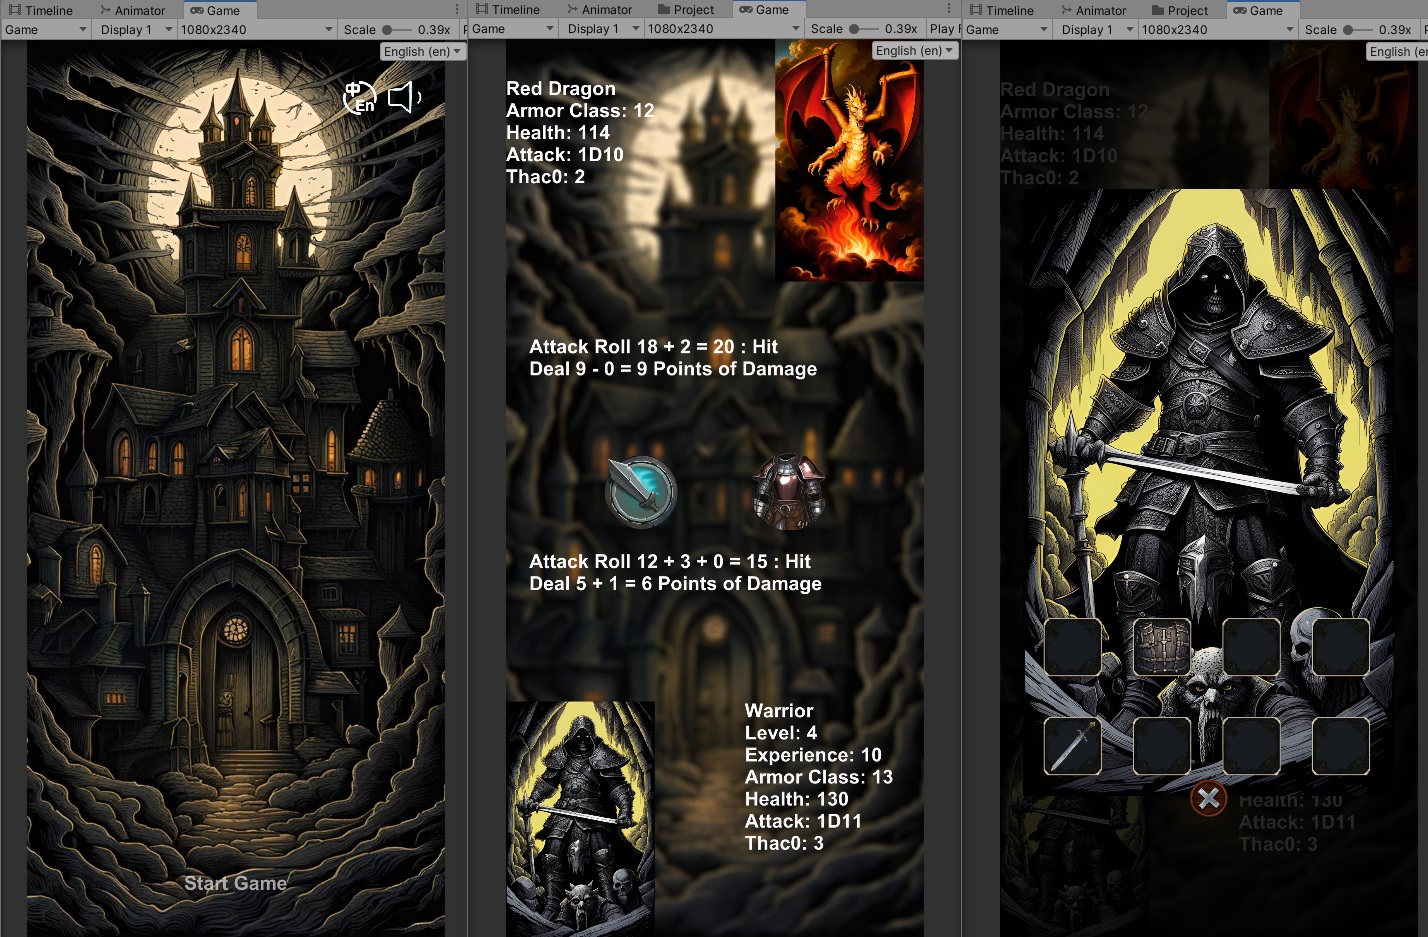 Timeline
Animator
Game
Game
Display 1
1080x2340
Scale
0.39x
English (en)
En
Start Game
Timeline
Animator
Project
Game
Game
Display 1
1080x2340
Scale
0.39x
Play
English (en)
Red Dragon
Armor Class: 12
Health: 114
Attack: 1D10
Thac0: 2
Attack Roll 18 + 2 = 20 : Hit
Deal 9 - 0 = 9 Points of Damage
Attack Roll 12 + 3 + 0 = 15 : Hit
Deal 5 + 1 = 6 Points of Damage
Warrior
Level: 4
Experience: 10
Armor Class: 13
Health: 130
Attack: 1D11
Thac0: 3
Timeline
Animator
Project
Game
Game
Display 1
1080x2340
Scale
0.39x
English (en
Red Dragon
Armor Class: 12
Health: 114
Attack: 1D10
Thac0: 2
Health: 130
Attack: 1D11
Thac0: 3